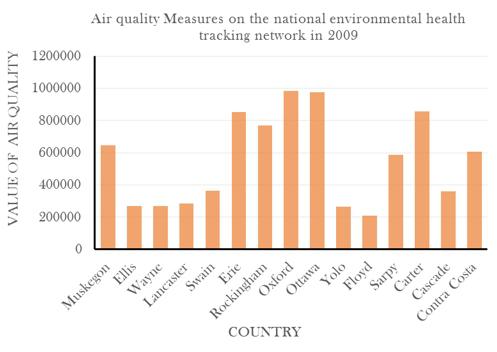 Air quality Measures on the national environmental health
tracking network in 2009
VALUE OF AIR QUALITY
1200000
1000000
800000
600000
400000
200000
0
Muskegon
Ellis
Wayne
Lancaster
Swain
Erie
Rockingham
Oxford
Ottawa
Yolo
Floyd
Sarpy
Carter
Cascade
Contra Costa
COUNTRY